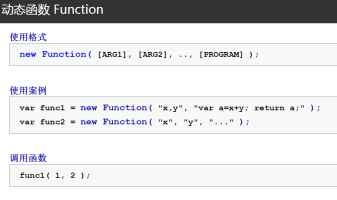 动态函数 Function
使用格式
new Function( [ARG1], [ARG2], .., [PROGRAM] );
使用案例
var func1 = new Function( "x,y", "var a=x+y; return a;" );
var func2 = new Function( "x", "y", "..." );
调用函数
func1( 1, 2 );